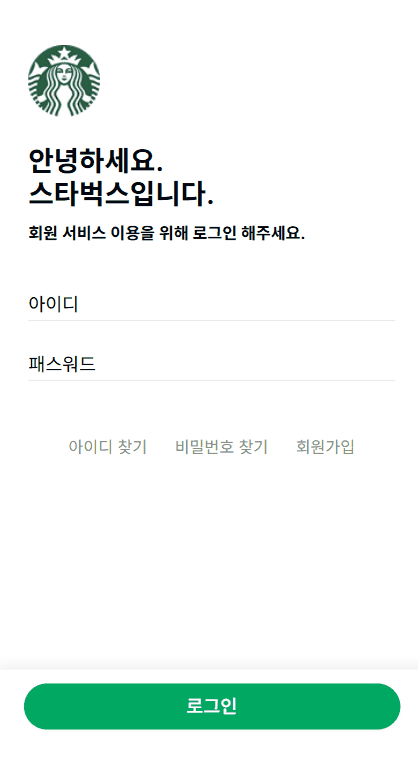 안녕하세요.
스타벅스입니다.
회원 서비스 이용을 위해 로그인 해주세요.
아이디
패스워드
아이디 찾기 비밀번호 찾기 회원가입
로그인